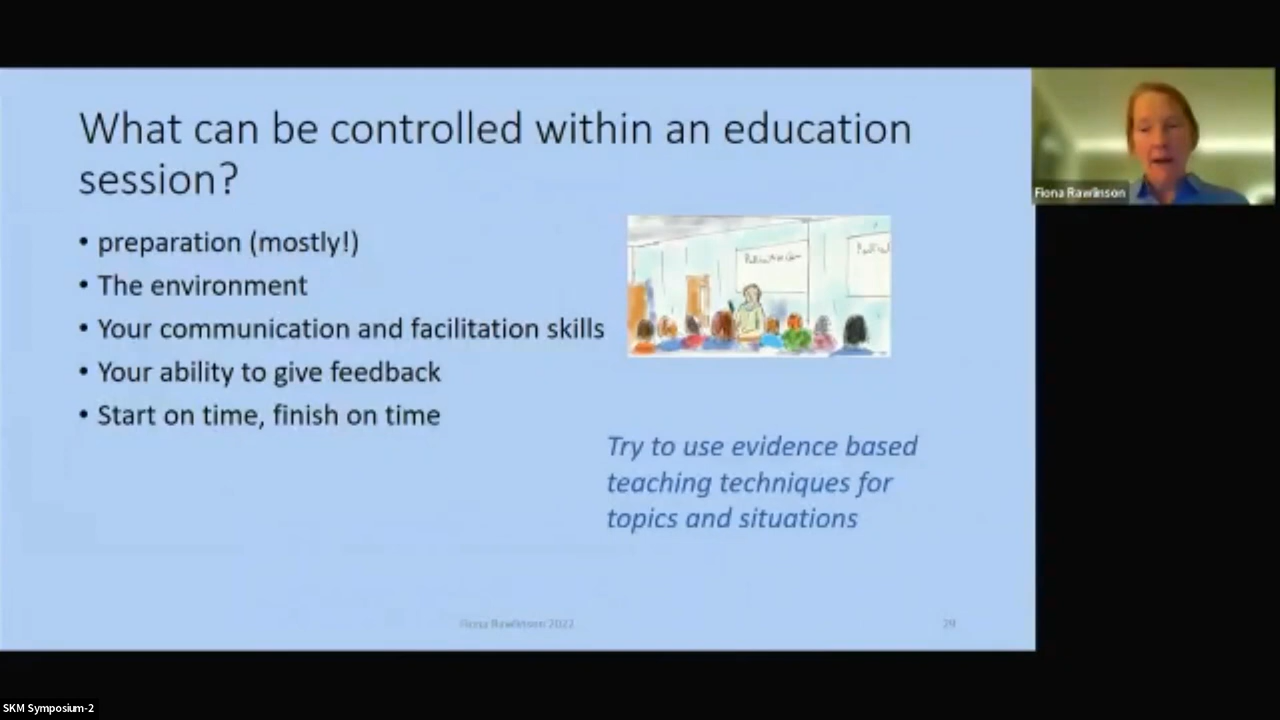 What can be controlled within an education
session?
• preparation (mostly!)
• The environment
• Your communication and facilitation skills
• Your ability to give feedback
• Start on time, finish on time
Try to use evidence based
teaching techniques for
topics and situations
Fiona Rawlinson 2022
29
Fiona Rawlinson
SKM Symposium-2